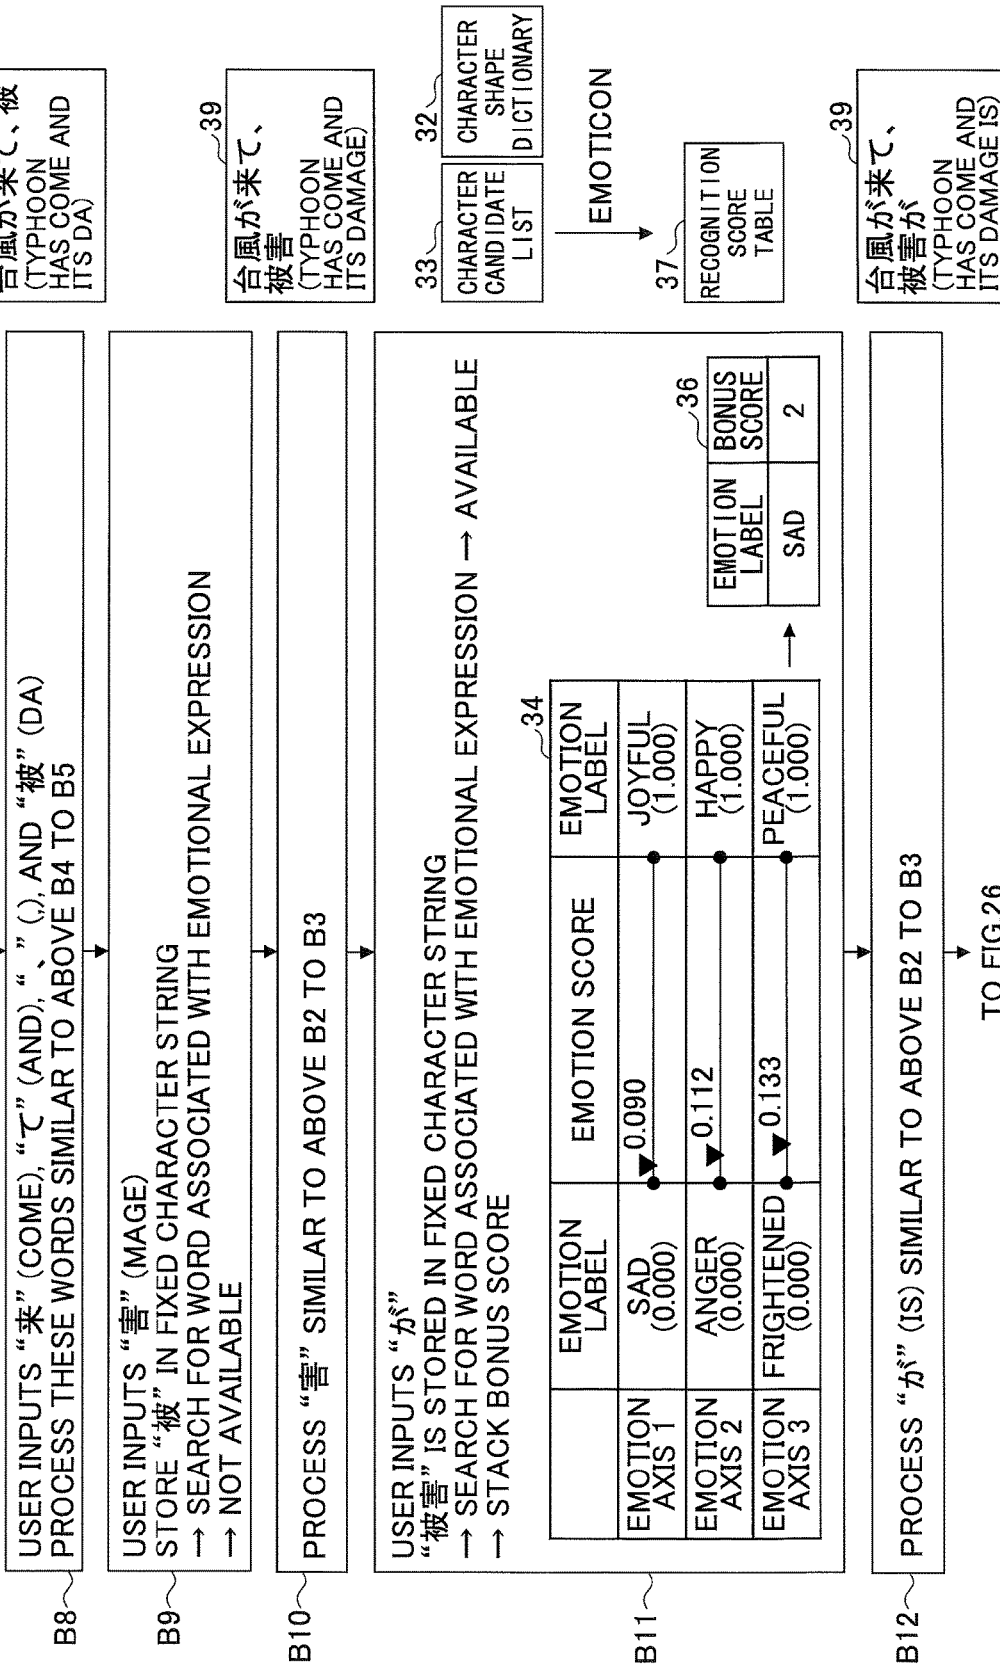 B8
USER INPUTS “来” (COME), “て” (AND), “、” (,), AND “被” (DA)
PROCESS THESE WORDS SIMILAR TO ABOVE B4 TO B5
台風が来て、被
(TYPHOON
HAS COME AND
ITS DA)
B9
USER INPUTS “害” (MAGE)
STORE “被” IN FIXED CHARACTER STRING
→ SEARCH FOR WORD ASSOCIATED WITH EMOTIONAL EXPRESSION
→ NOT AVAILABLE
B10
PROCESS “害” SIMILAR TO ABOVE B2 TO B3
39
台風が来て、
被害
(TYPHOON
HAS COME AND
ITS DAMAGE)
B11
USER INPUTS “が”
“被害” IS STORED IN FIXED CHARACTER STRING
→ SEARCH FOR WORD ASSOCIATED WITH EMOTIONAL EXPRESSION → AVAILABLE
→ STACK BONUS SCORE
34
EMOTION LABEL EMOTION SCORE EMOTION LABEL
EMOTION AXIS 1 SAD (0.000) 0.090 JOYFUL (1.000)
EMOTION AXIS 2 ANGER (0.000) 0.112 HAPPY (1.000)
EMOTION AXIS 3 FRIGHTENED (0.000) 0.133 PEACEFUL (1.000)
→
36
EMOTION LABEL BONUS SCORE
SAD 2
33
CHARACTER
CANDIDATE
LIST
32
CHARACTER
SHAPE
DICTIONARY
EMOTICON
37
RECOGNITION
SCORE
TABLE
B12
PROCESS “が” (IS) SIMILAR TO ABOVE B2 TO B3
39
台風が来て、
被害が
(TYPHOON
HAS COME AND
ITS DAMAGE IS)
TO FIG.26